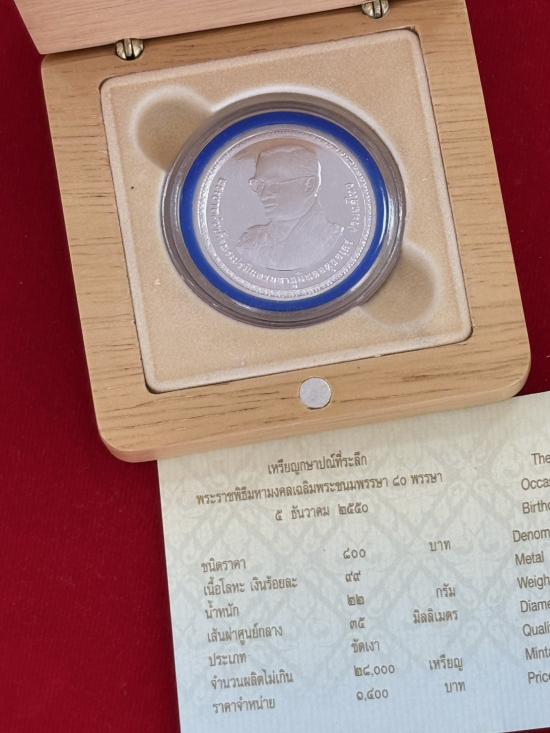 เหรียญกษาปณ์ที่ระลึก
พระราชพิธีมหามงคลเฉลิมพระชนมพรรษา ๘๐ พรรษา
๕ ธันวาคม ๒๕๕๐
ชนิดราคา ๘๐๐ บาท
เนื้อโลหะ เงินร้อยละ ๙๙
น้ำหนัก ๒๒ กรัม
เส้นผ่าศูนย์กลาง ๓๕ มิลลิเมตร
ประเภท ขัดเงา
จำนวนผลิตไม่เกิน ๒๘,๐๐๐ เหรียญ
ราคาจำหน่าย ๑,๔๐๐ บาท
The
Occas
Birthd
Denom
Metal
Weigh
Diame
Quali
Minta
Price